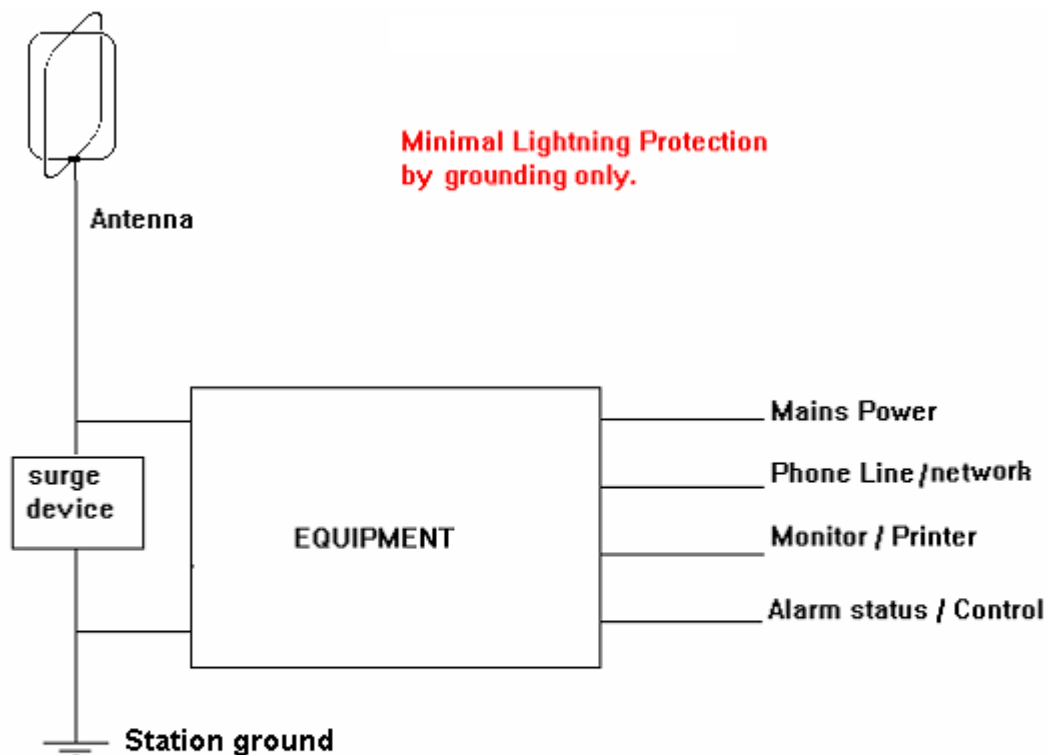 Minimal Lightning Protection
by grounding only.
Antenna
Mains Power
surge
device
Phone Line/network
EQUIPMENT
Monitor / Printer
Alarm status / Control
Station ground